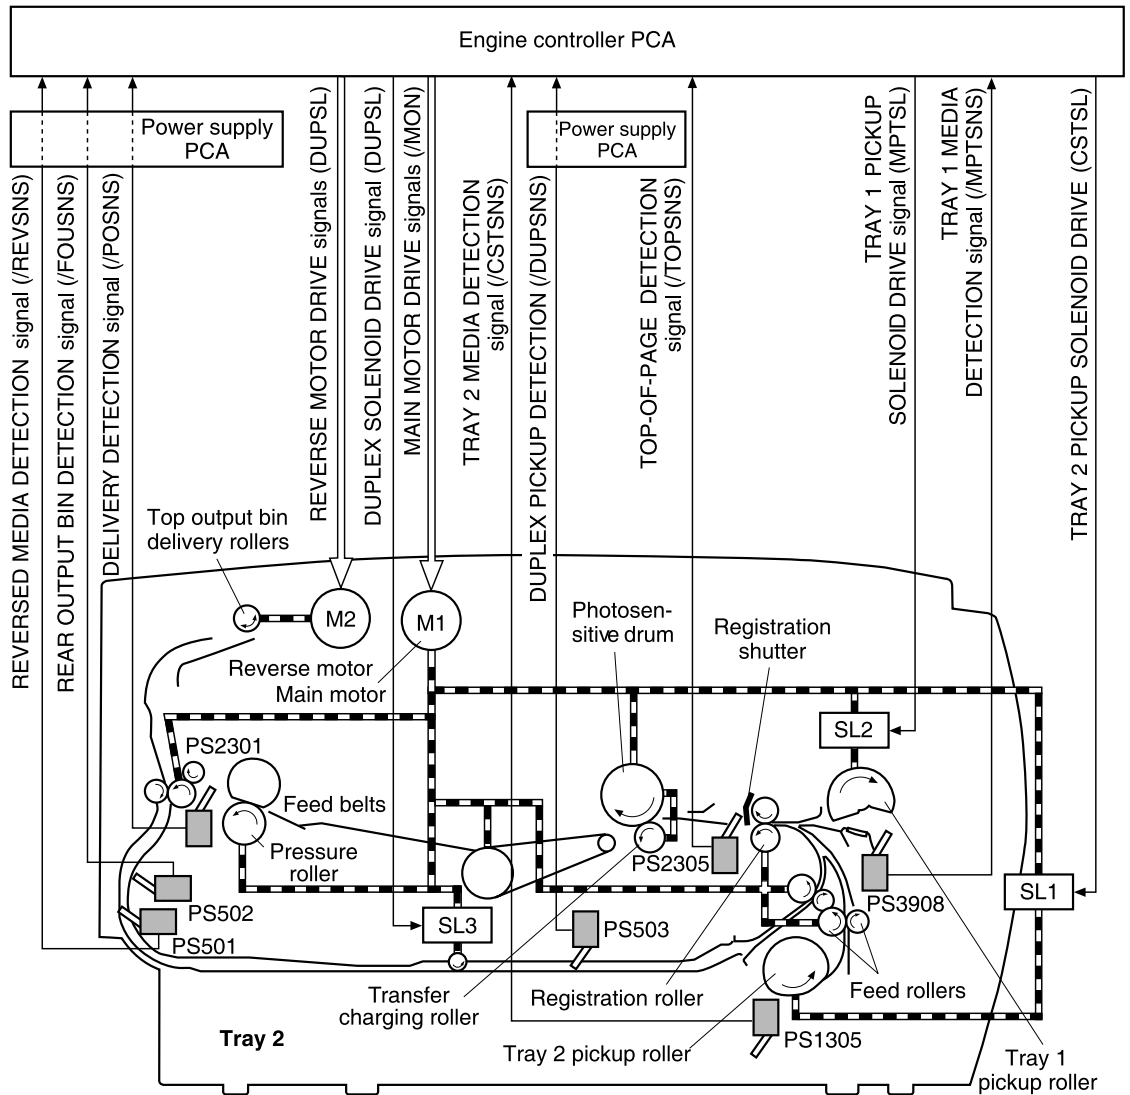 Engine controller PCA
Power supply
PCA
Power supply
PCA
REVERSED MEDIA DETECTION signal (/REVSNS)
REAR OUTPUT BIN DETECTION signal (/FOUSNS)
DELIVERY DETECTION signal (/POSNS)
REVERSE MOTOR DRIVE signals (DUPSL)
DUPLEX SOLENOID DRIVE signal (DUPSL)
MAIN MOTOR DRIVE signals (/MON)
TRAY 2 MEDIA DETECTION
signal (/CSTSNS)
DUPLEX PICKUP DETECTION (/DUPSNS)
TOP-OF-PAGE DETECTION
signal (/TOPSNS)
TRAY 1 PICKUP
SOLENOID DRIVE signal (MPTSL)
TRAY 1 MEDIA
DETECTION signal (/MPTSNS)
TRAY 2 PICKUP SOLENOID DRIVE (CSTSL)
Top output bin
delivery rollers
M2
M1
Reverse motor
Main motor
Photosen-
sitive drum
Registration
shutter
SL2
PS2301
Feed belts
Pressure
roller
PS2305
PS3908
SL1
PS502
PS501
SL3
PS503
Transfer
charging roller
Registration roller
Feed rollers
Tray 2
Tray 2 pickup roller
PS1305
Tray 1
pickup roller